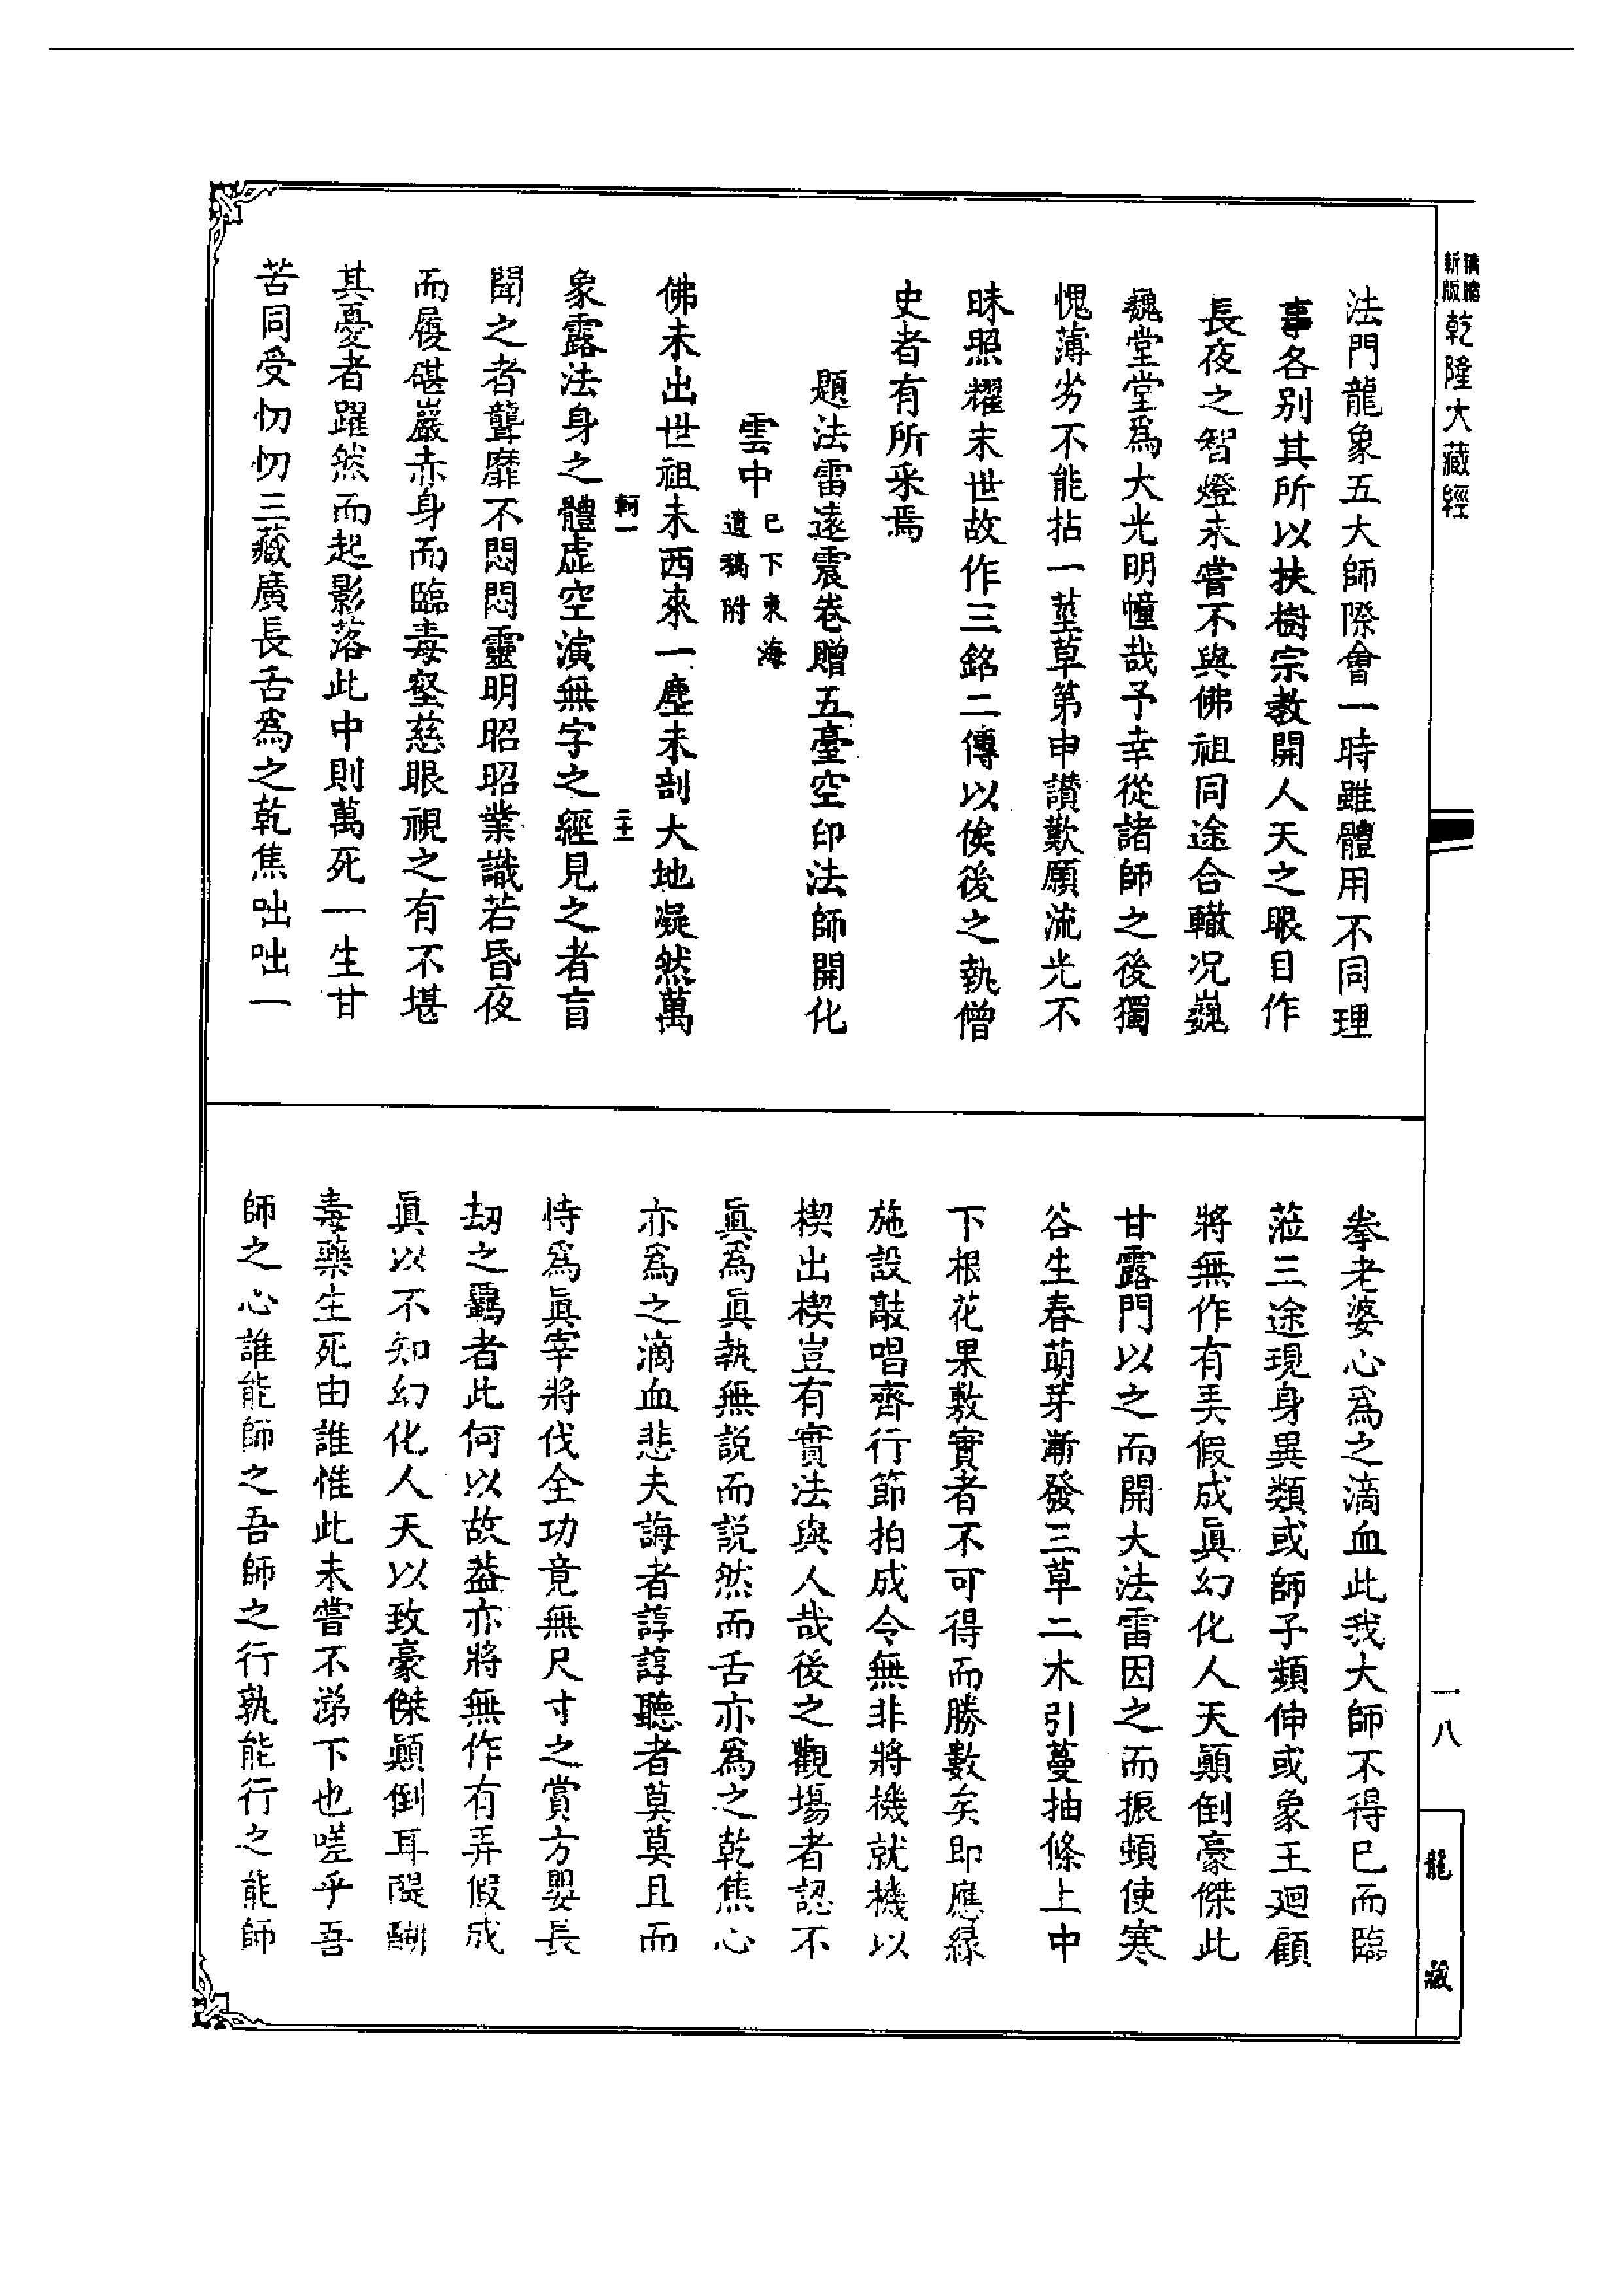 新版
乾隆大藏經
法門龍象五大師際會一時雖體用不同理
事各別其所以扶樹宗教開人天之眼目作
長夜之智燈未嘗不與佛祖同途合轍況巍
巍堂堂爲大光明幢哉予幸從諸師之後獨
愧薄劣不能拈一莖草第申讚歎願流光不
昧照耀末世故作三銘二傳以俟後之執僧
史者有所采焉
題法雷遠震卷贈五臺空印法師開化
雲中
已下東海
遺稿附
佛未出世祖未西來一塵未剖大地凝然萬
軻一
二十一
象露法身之體虛空演無字之經見之者盲
聞之者聾靡不悶悶靈明昭昭業識若昏夜
而履碪巖赤身而臨毒壑慈眼視之有不堪
其憂者躍然而起影落此中則萬死一生甘
苦同受忉忉三藏廣長舌爲之乾焦咄咄一
拳老婆心爲之滴血此我大師不得已而臨
蒞三途現身異類或師子頻伸或象王迴顧
將無作有弄假成眞幻化人天顚倒豪傑此
甘露門以之而開大法雷因之而振頓使寒
谷生春萌芽漸發三草二木引蔓抽條上中
下根花果敷實者不可得而勝數矣即應緣
施設敲唱齊行節拍成令無非將機就機以
楔出楔豈有實法與人哉後之觀場者認不
眞爲眞執無說而說然而舌亦爲之乾焦心
亦爲之滴血悲夫誨者諄諄聽者莫莫且而
恃爲眞宰將伐全功竟無尺寸之賞方嬰長
劫之羈者此何以故葢亦將無作有弄假成
眞以不知幻化人天以致豪傑顚倒耳醍醐
毒藥生死由誰惟此未嘗不涕下也嗟乎吾
師之心誰能師之吾師之行孰能行之能師
一八
龍藏